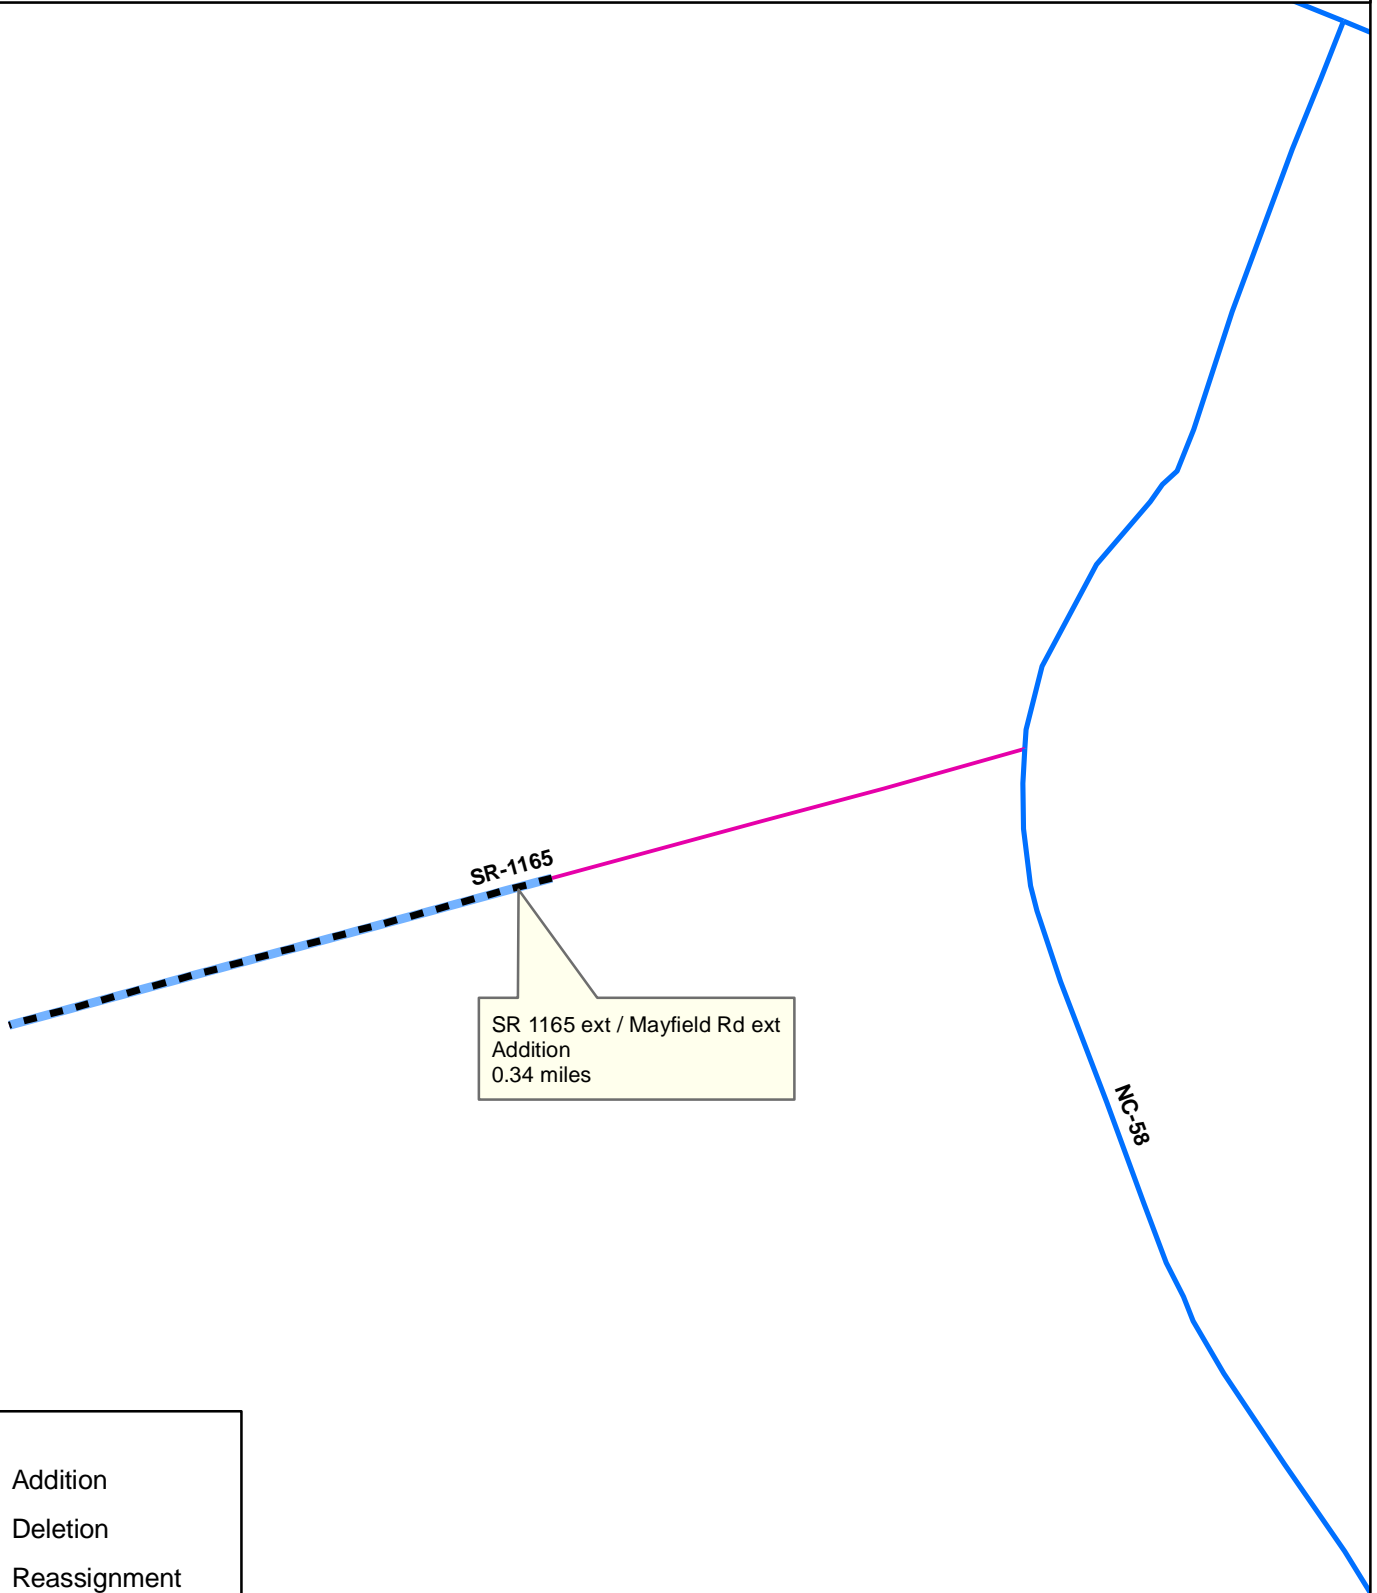 SR-1165
SR 1165 ext / Mayfield Rd ext
Addition
0.34 miles
NC-58
Addition
Deletion
Reassignment